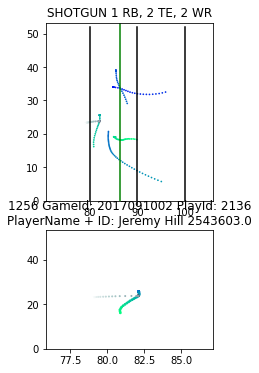 SHOTGUN 1 RB, 2 TE, 2 WR
50
40
30
20
10
0
80 90 100
1256 GameId: 2017091002 PlayId: 2136
PlayerName + ID: Jeremy Hill 2543603.0
40
20
0
77.5 80.0 82.5 85.0